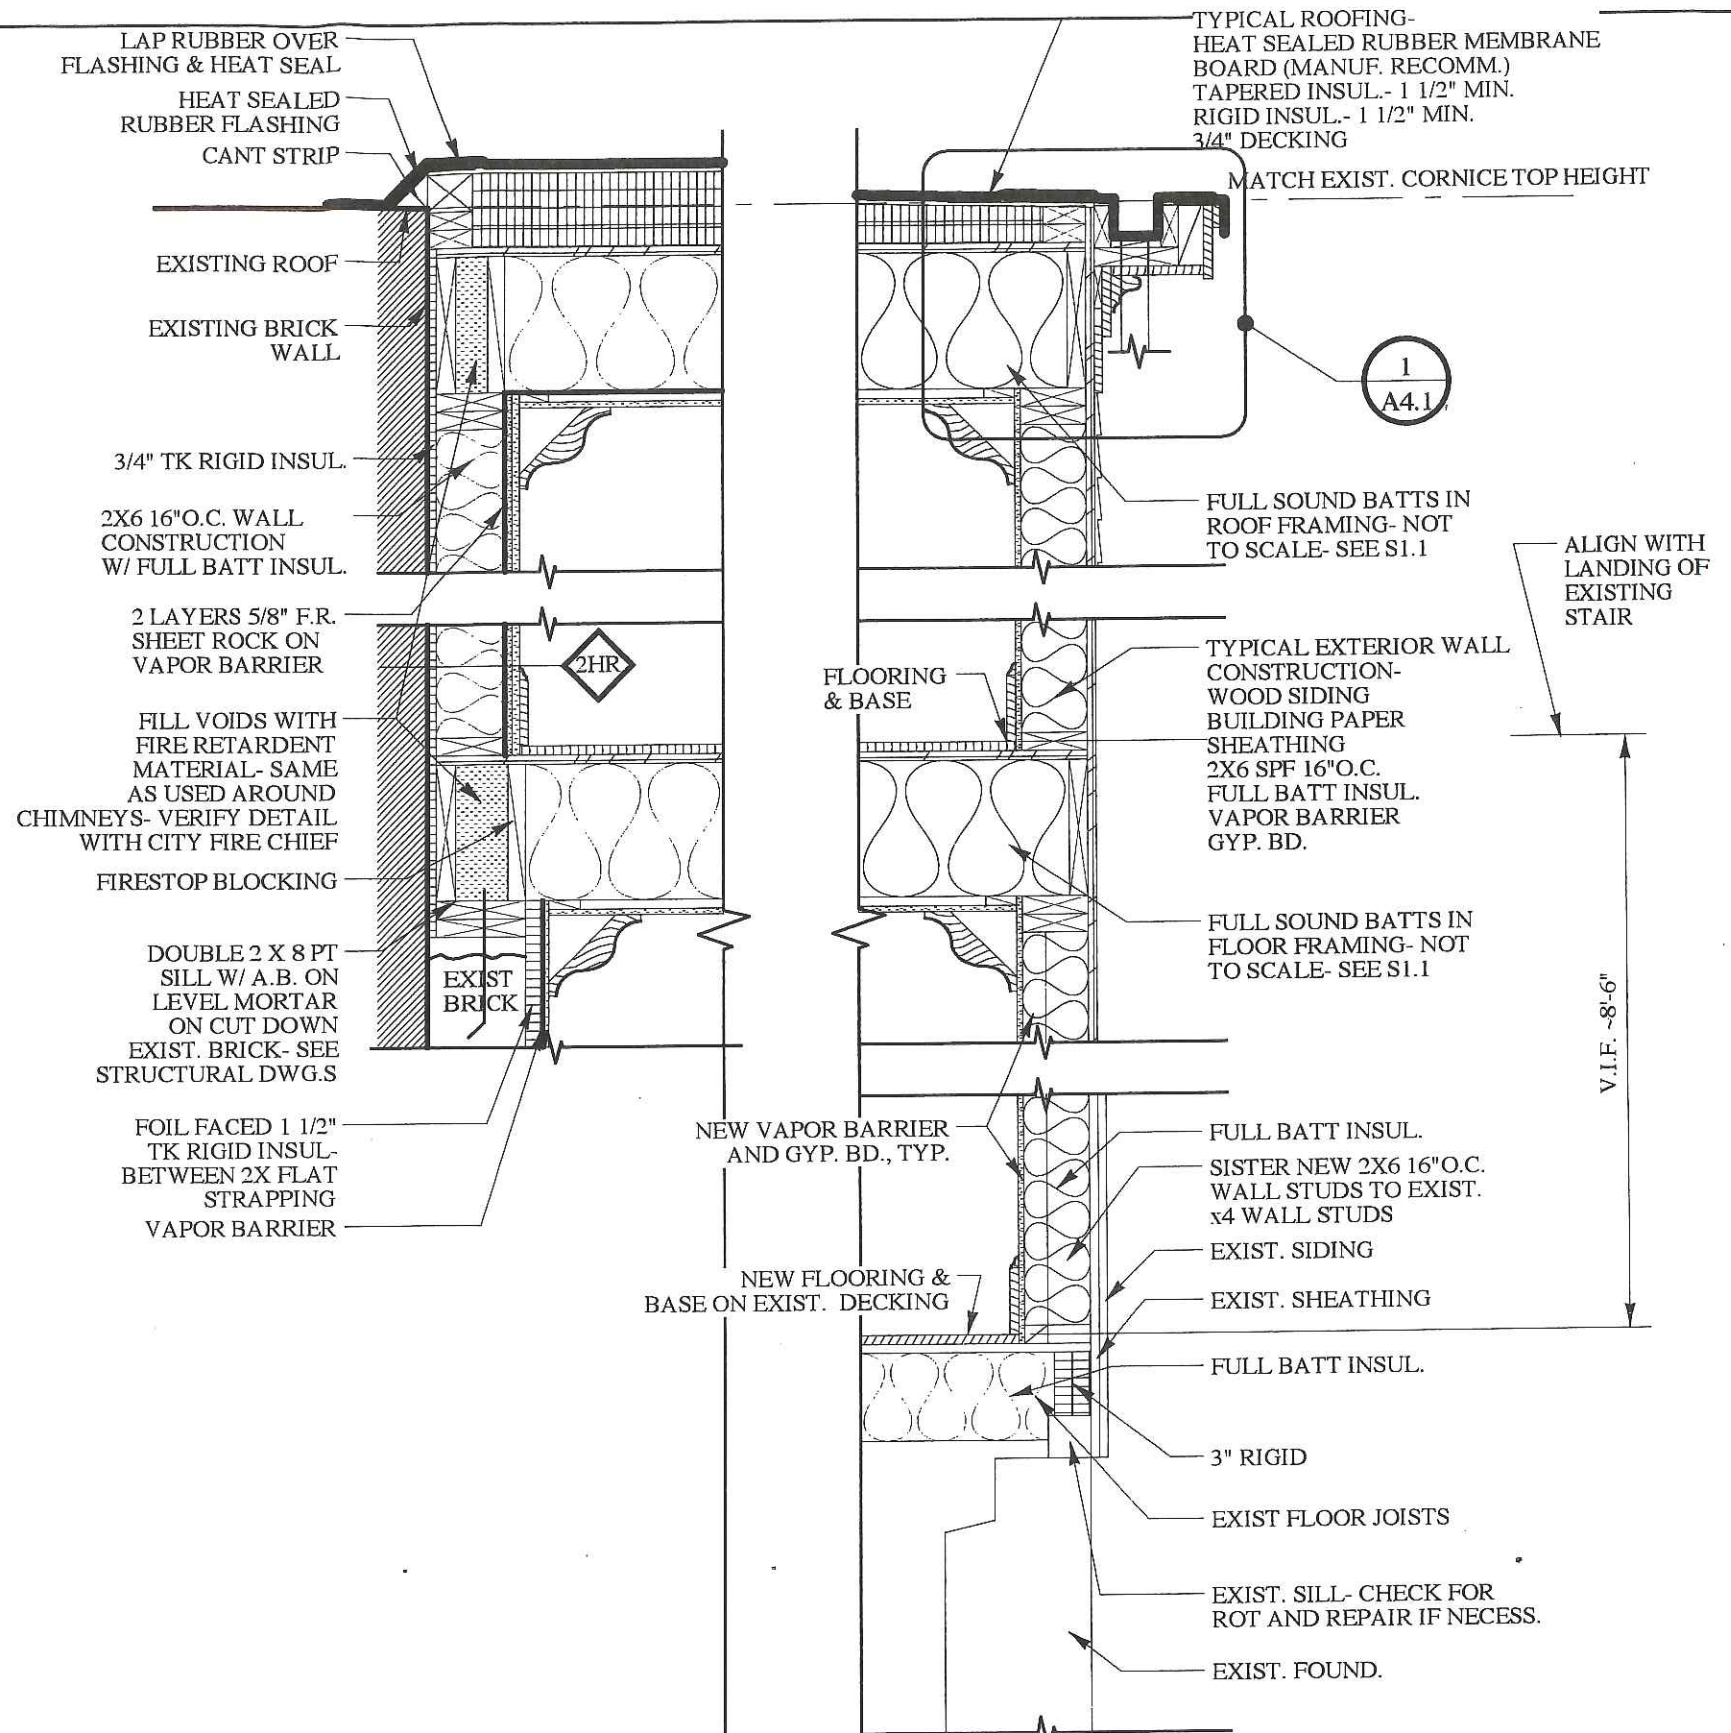 LAP RUBBER OVER
FLASHING & HEAT SEAL
HEAT SEALED
RUBBER FLASHING
CANT STRIP
EXISTING ROOF
EXISTING BRICK
WALL
3/4" TK RIGID INSUL.
2X6 16"O.C. WALL
CONSTRUCTION
W/ FULL BATT INSUL.
2 LAYERS 5/8" F.R.
SHEET ROCK ON
VAPOR BARRIER
2HR
FILL VOIDS WITH
FIRE RETARDENT
MATERIAL- SAME
AS USED AROUND
CHIMNEYS- VERIFY DETAIL
WITH CITY FIRE CHIEF
FIRESTOP BLOCKING
DOUBLE 2 X 8 PT
SILL W/ A.B. ON
LEVEL MORTAR
ON CUT DOWN
EXIST. BRICK- SEE
STRUCTURAL DWG.S
EXIST
BRICK
FOIL FACED 1 1/2"
TK RIGID INSUL-
BETWEEN 2X FLAT
STRAPPING
VAPOR BARRIER
TYPICAL ROOFING-
HEAT SEALED RUBBER MEMBRANE
BOARD (MANUF. RECOMM.)
TAPERED INSUL.- 1 1/2" MIN.
RIGID INSUL.- 1 1/2" MIN.
3/4" DECKING
MATCH EXIST. CORNICE TOP HEIGHT
1
A4.1
FULL SOUND BATTS IN
ROOF FRAMING- NOT
TO SCALE- SEE S1.1
ALIGN WITH
LANDING OF
EXISTING
STAIR
FLOORING
& BASE
TYPICAL EXTERIOR WALL
CONSTRUCTION-
WOOD SIDING
BUILDING PAPER
SHEATHING
2X6 SPF 16"O.C.
FULL BATT INSUL.
VAPOR BARRIER
GYP. BD.
FULL SOUND BATTS IN
FLOOR FRAMING- NOT
TO SCALE- SEE S1.1
V.I.F. ~8'-6"
NEW VAPOR BARRIER
AND GYP. BD., TYP.
FULL BATT INSUL.
SISTER NEW 2X6 16"O.C.
WALL STUDS TO EXIST.
x4 WALL STUDS
EXIST. SIDING
NEW FLOORING &
BASE ON EXIST. DECKING
EXIST. SHEATHING
FULL BATT INSUL.
3" RIGID
EXIST FLOOR JOISTS
EXIST. SILL- CHECK FOR
ROT AND REPAIR IF NECESS.
EXIST. FOUND.